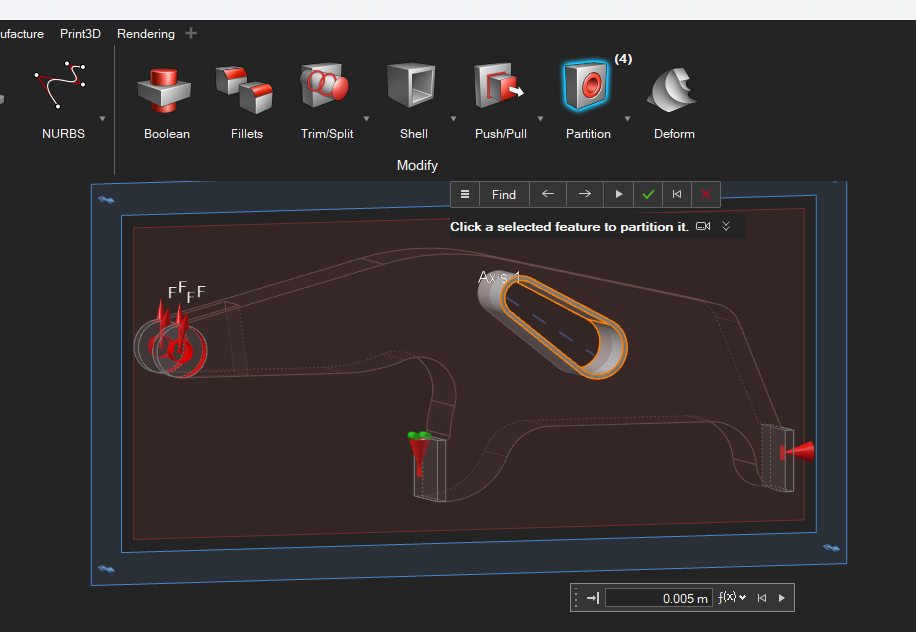 ufacture Print3D Rendering +
(4)
NURBS Boolean Fillets Trim/Split Shell Push/Pull Partition Deform
Modify
Find
Click a selected feature to partition it.
Axis 1
F F F F
0.005 m f(x)